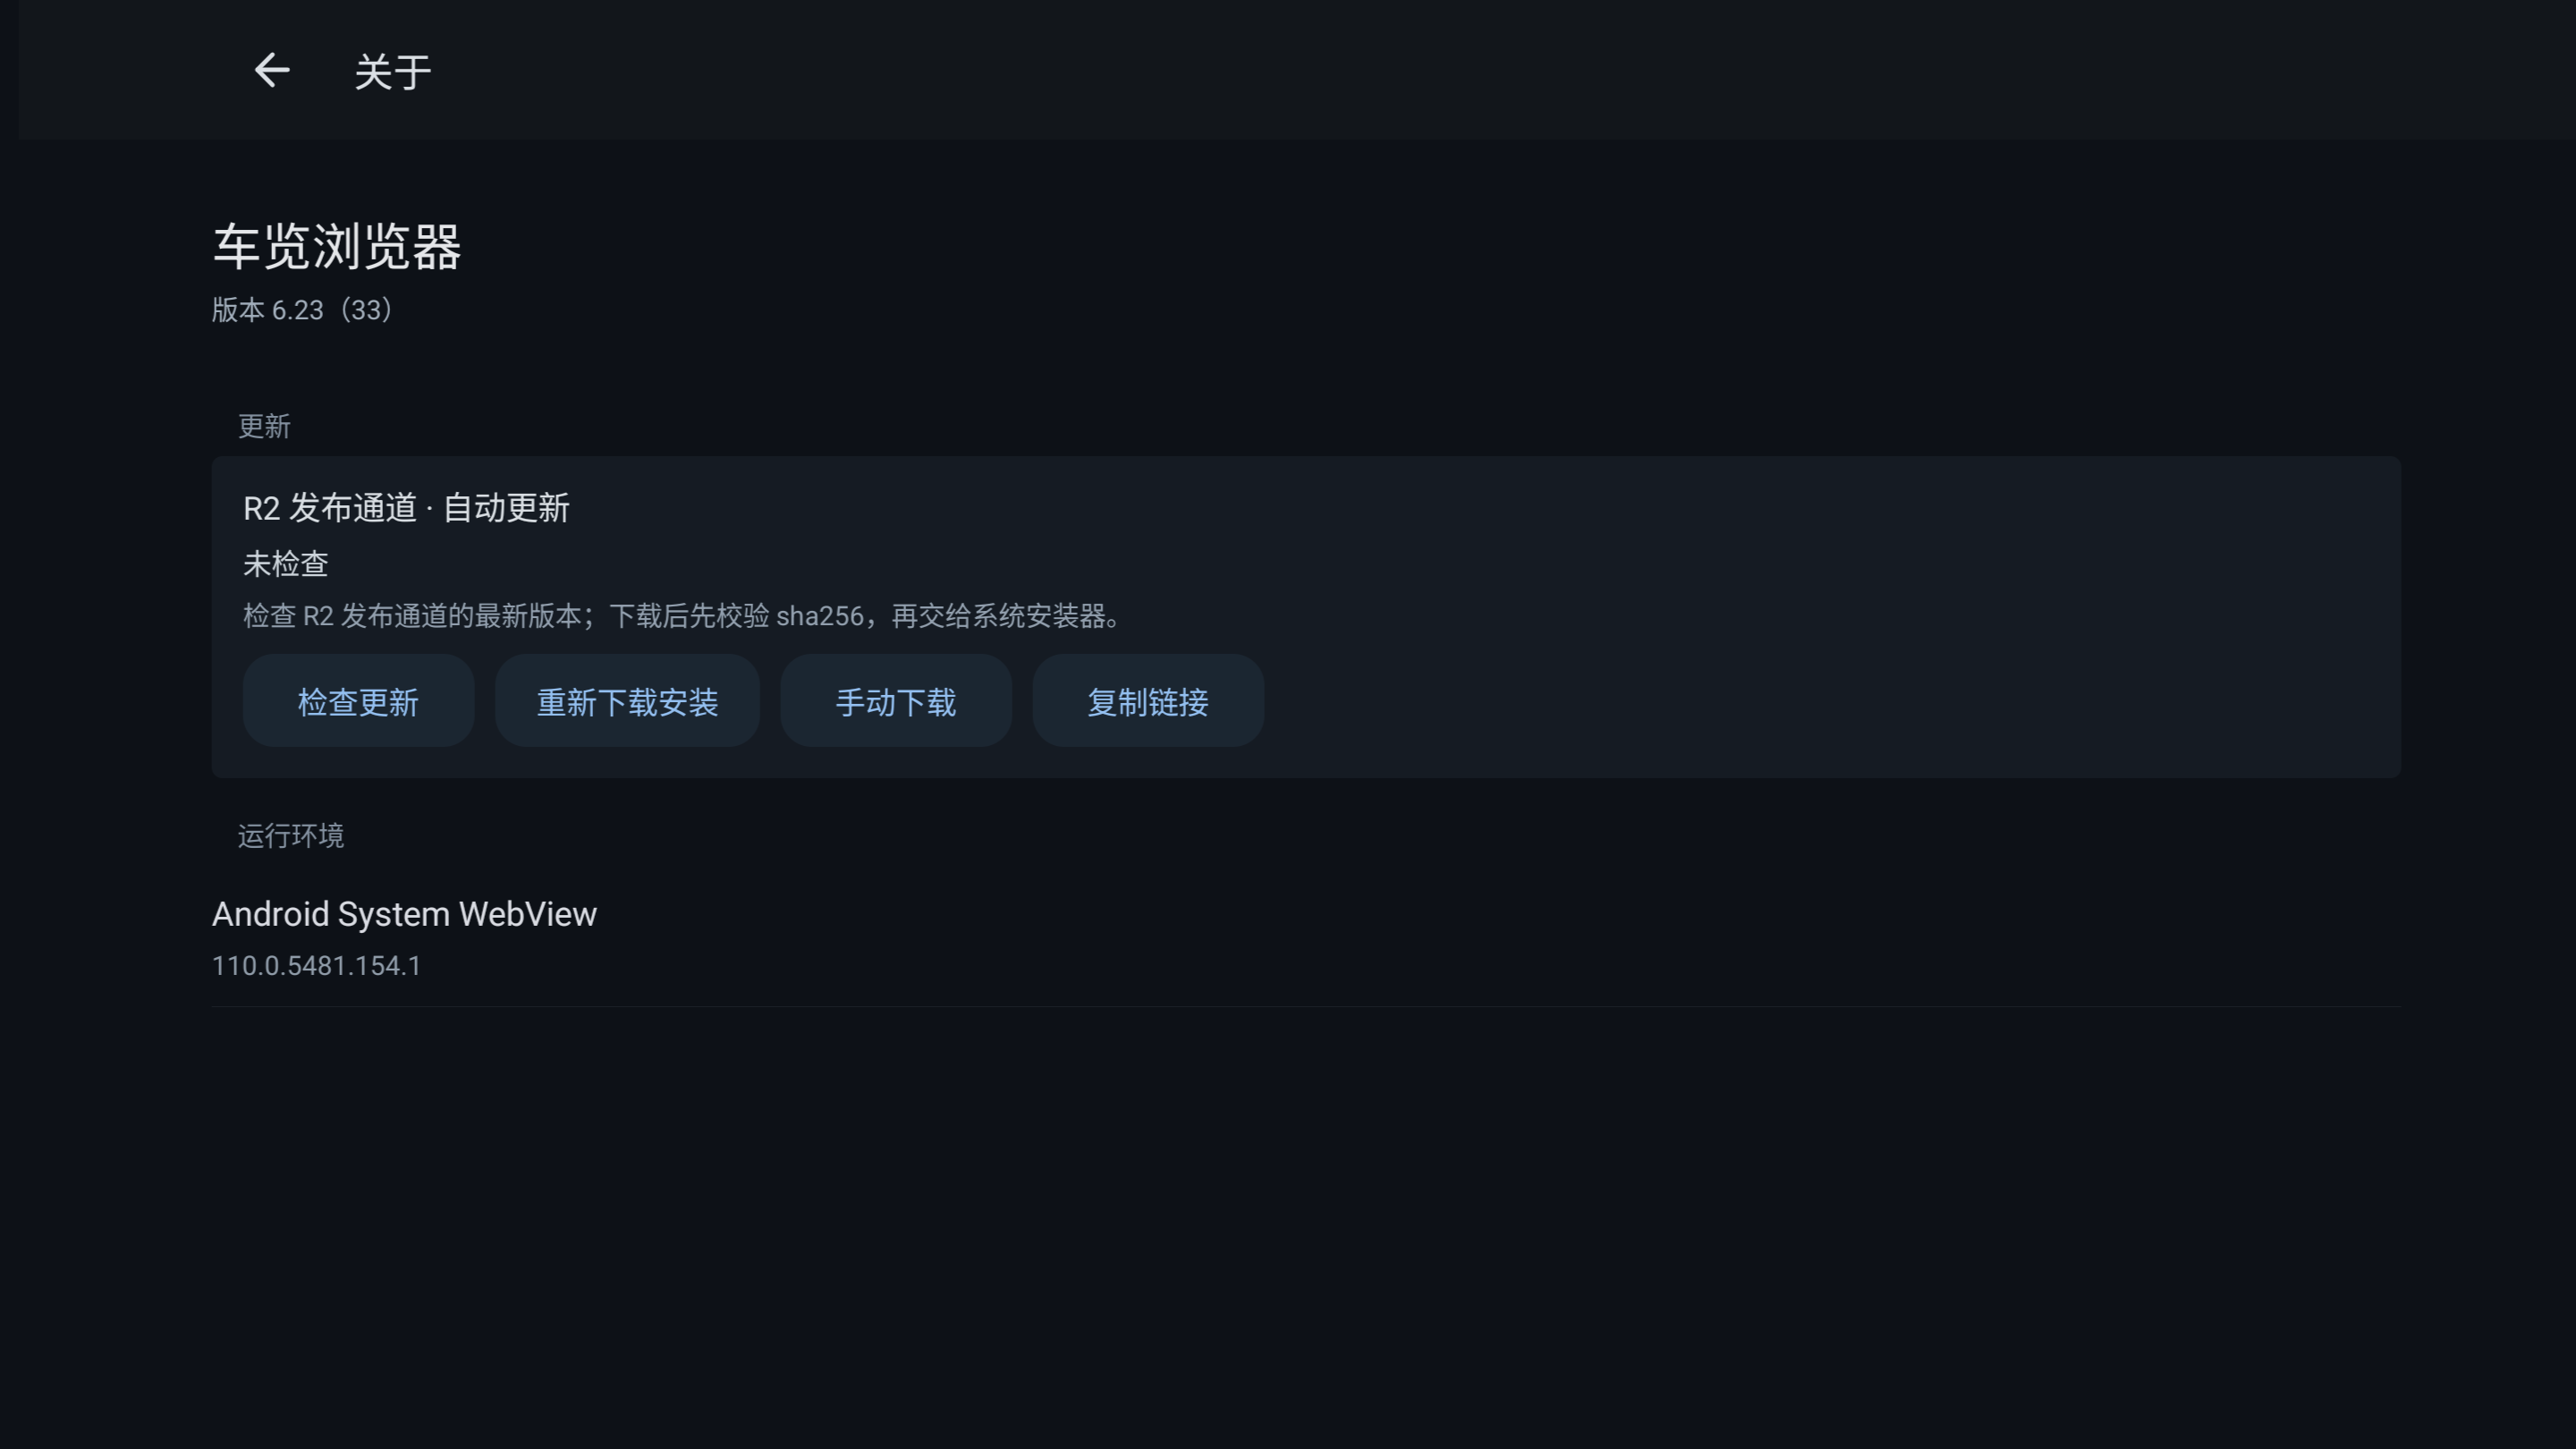 关于
车览浏览器
版本 6.23（33）
更新
R2 发布通道 · 自动更新
未检查
检查 R2 发布通道的最新版本；下载后先校验 sha256，再交给系统安装器。
检查更新 重新下载安装 手动下载 复制链接
运行环境
Android System WebView
110.0.5481.154.1